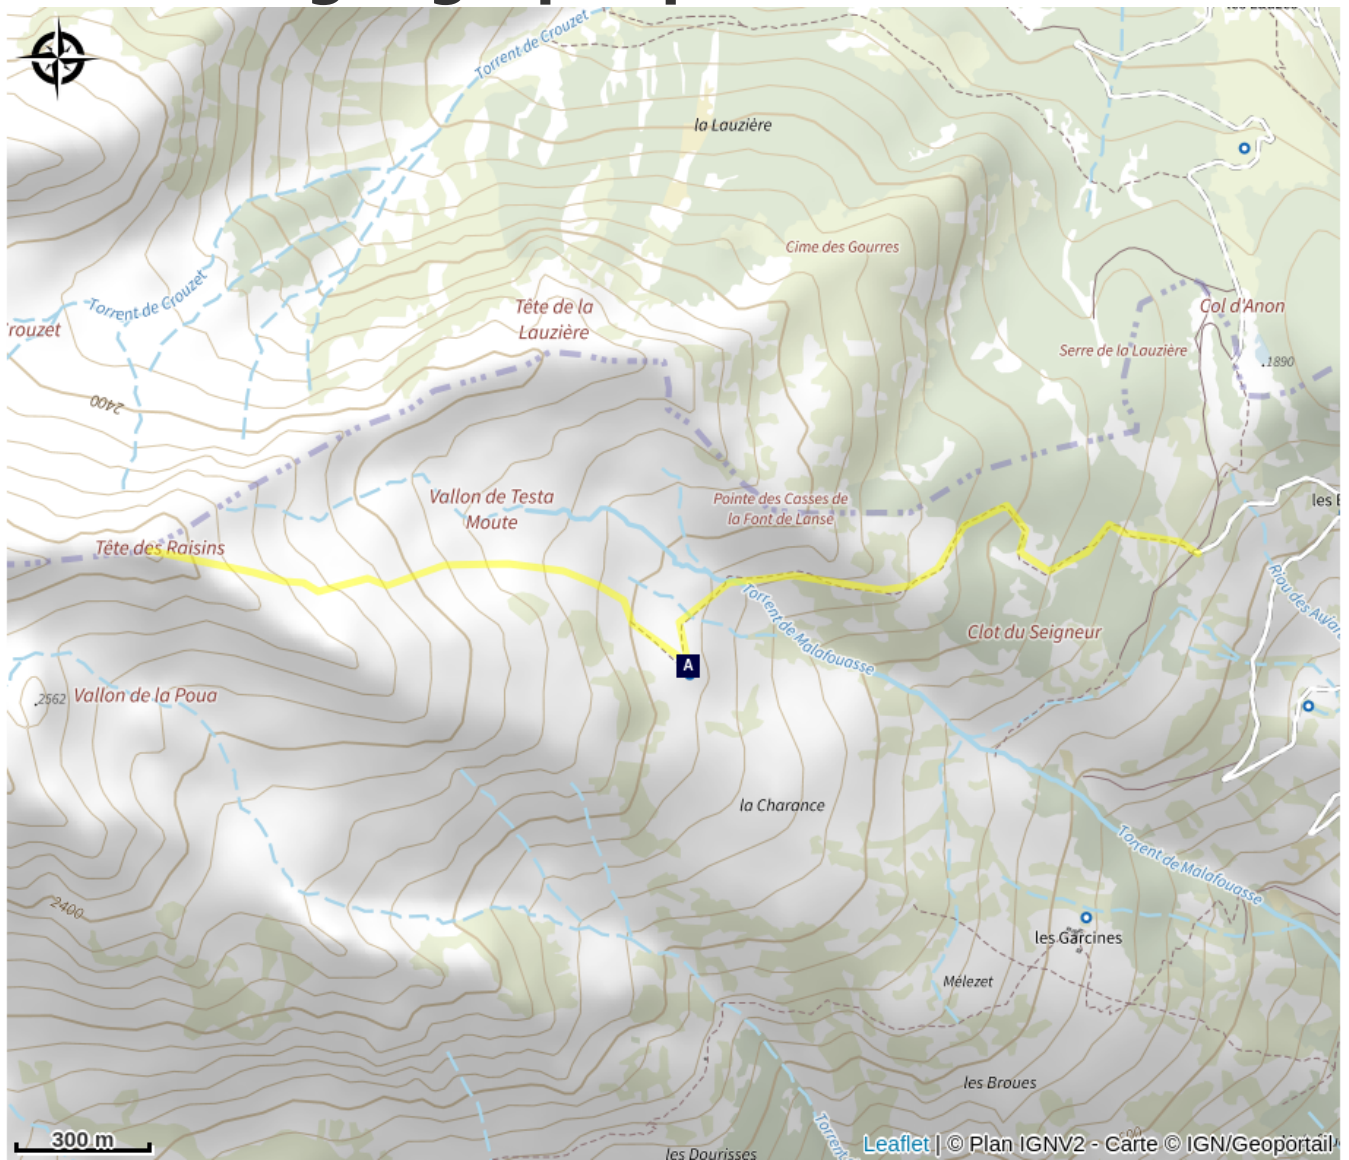 Torrent de Crouzet
la Lauzière
Cime des Gourres
Torrent de Crouzet
Tête de la
Lauzière
Col d'Anon
rouzet
Serre de la Lauzière
.1890
2400
Vallon de Testa
Moute
Pointe des Casses de
la Font de Lanse
les
Tête des Raisins
Torrent de Malafouasse
Clot du Seigneur
A
Vallon de la Poua
.2562
la Charance
Torrent de Malafouasse
2400
les Garcines
Mélezet
les Broues
Torrent
300 m
les Dourisses
Leaflet | © Plan IGNV2 - Carte © IGN/Geoportail